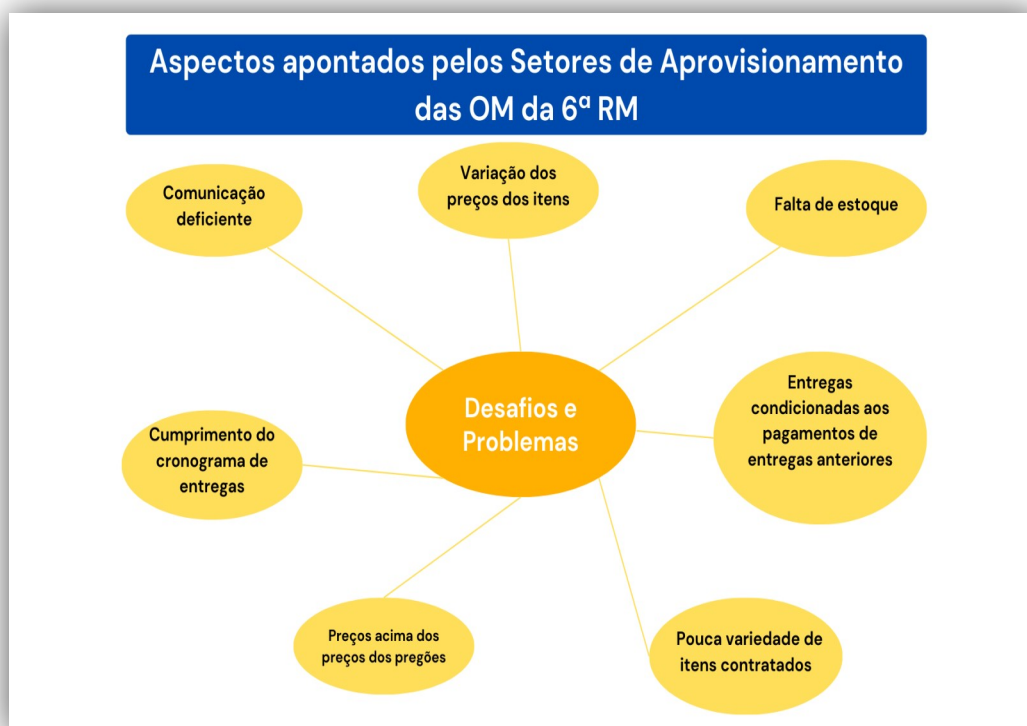 Aspectos apontados pelos Setores de Aprovisionamento
das OM da 6ª RM
Comunicação
deficiente
Variação dos
preços dos itens
Falta de estoque
Desafios e
Problemas
Entregas
condicionadas aos
pagamentos de
entregas anteriores
Cumprimento do
cronograma de
entregas
Preços acima dos
preços dos pregões
Pouca variedade de
itens contratados